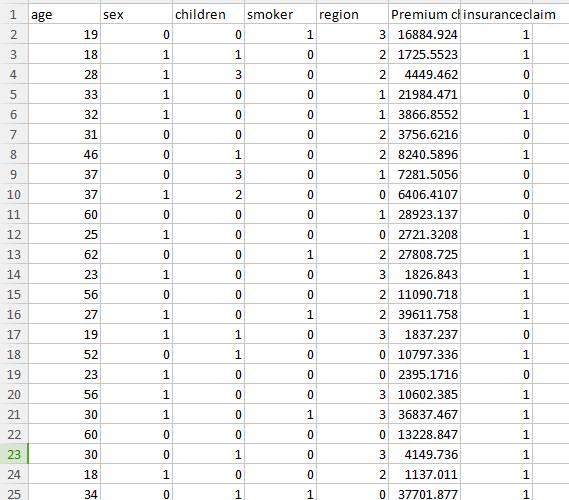 1 age sex children smoker region Premium ch insuranceclaim
2 19 0 0 1 3 16884.924 1
3 18 1 1 0 2 1725.5523 1
4 28 1 3 0 2 4449.462 0
5 33 1 0 0 1 21984.471 0
6 32 1 0 0 1 3866.8552 1
7 31 0 0 0 2 3756.6216 0
8 46 0 1 0 2 8240.5896 1
9 37 0 3 0 1 7281.5056 0
10 37 1 2 0 0 6406.4107 0
11 60 0 0 0 1 28923.137 0
12 25 1 0 0 0 2721.3208 1
13 62 0 0 1 2 27808.725 1
14 23 1 0 0 3 1826.843 1
15 56 0 0 0 2 11090.718 1
16 27 1 0 1 2 39611.758 1
17 19 1 1 0 3 1837.237 0
18 52 0 1 0 0 10797.336 1
19 23 1 0 0 0 2395.1716 0
20 56 1 0 0 3 10602.385 1
21 30 1 0 1 3 36837.467 1
22 60 0 0 0 0 13228.847 1
23 30 0 1 0 3 4149.736 1
24 18 1 0 0 2 1137.011 1
25 34 0 1 1 0 37701.877 1